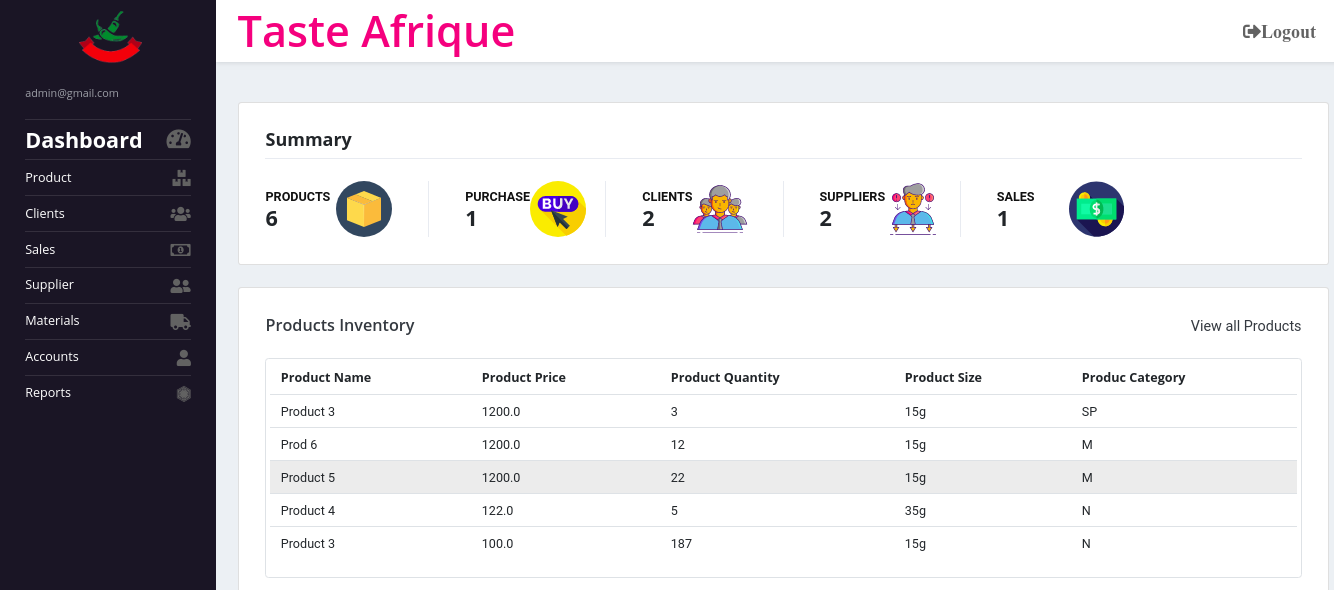 Taste Afrique
Logout
admin@gmail.com
Dashboard
Product
Clients
Sales
Supplier
Materials
Accounts
Reports
Summary
PRODUCTS
6
PURCHASE
1
BUY
CLIENTS
2
SUPPLIERS
2
SALES
1
$
Products Inventory
View all Products
Product Name Product Price Product Quantity Product Size Produc Category
Product 3 1200.0 3 15g SP
Prod 6 1200.0 12 15g M
Product 5 1200.0 22 15g M
Product 4 122.0 5 35g N
Product 3 100.0 187 15g N